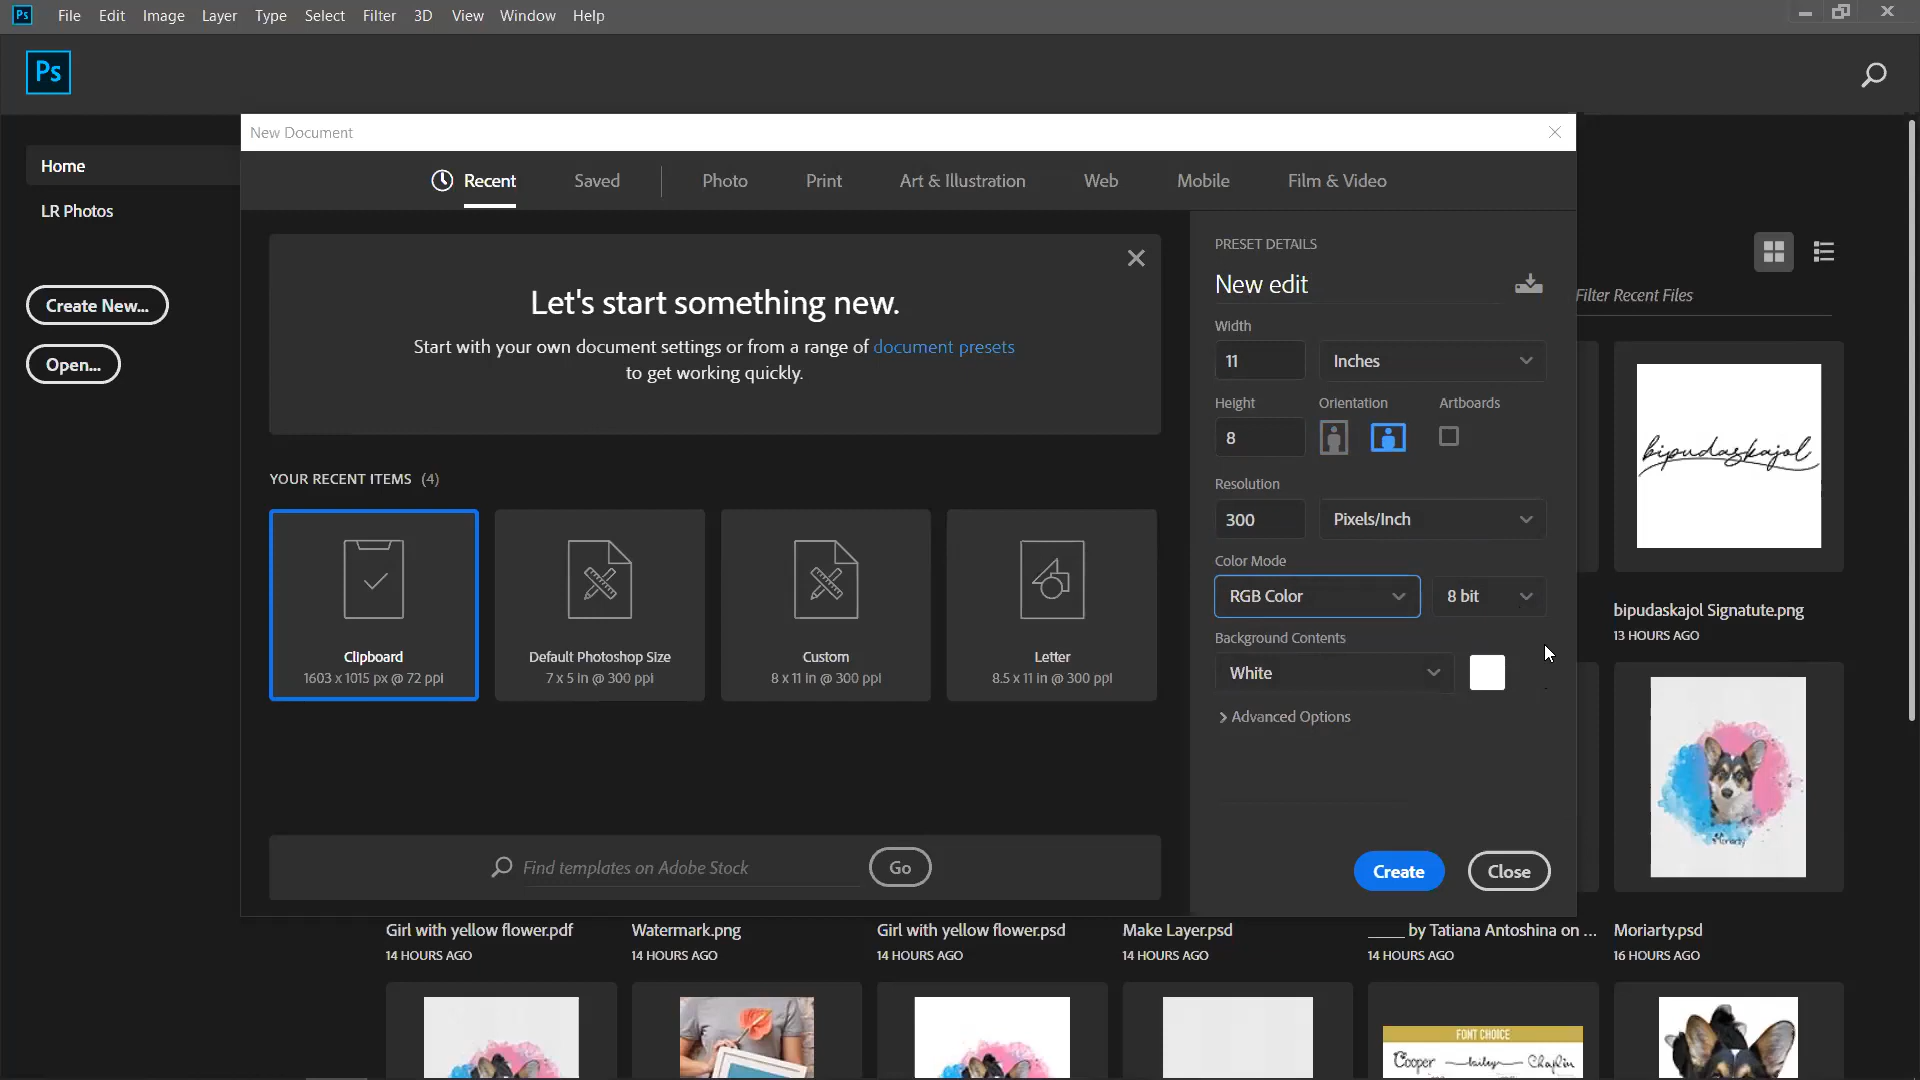 Ps
File Edit Image Layer Type Select Filter 3D View Window Help
Ps
New Document
Home
LR Photos
Create New...
Open...
Recent Saved Photo Print Art & Illustration Web Mobile Film & Video
Let's start something new.
Start with your own document settings or from a range of document presets
to get working quickly.
YOUR RECENT ITEMS (4)
Clipboard
1603 x 1015 px @ 72 ppi
Default Photoshop Size
7 x 5 in @ 300 ppi
Custom
8 x 11 in @ 300 ppi
Letter
8.5 x 11 in @ 300 ppi
Find templates on Adobe Stock
Go
PRESET DETAILS
New edit
Width
11 Inches
Height Orientation Artboards
8
Resolution
300 Pixels/Inch
Color Mode
RGB Color 8 bit
Background Contents
White
Advanced Options
Create Close
Filter Recent Files
bipudaskajol
bipudaskajol Signatute.png
13 HOURS AGO
Moriarty
Girl with yellow flower.pdf
14 HOURS AGO
Watermark.png
14 HOURS AGO
Girl with yellow flower.psd
14 HOURS AGO
Make Layer.psd
14 HOURS AGO
_____ by Tatiana Antoshina on ...
14 HOURS AGO
Moriarty.psd
16 HOURS AGO
FONT CHOICE
Cooper bailey Chaplin